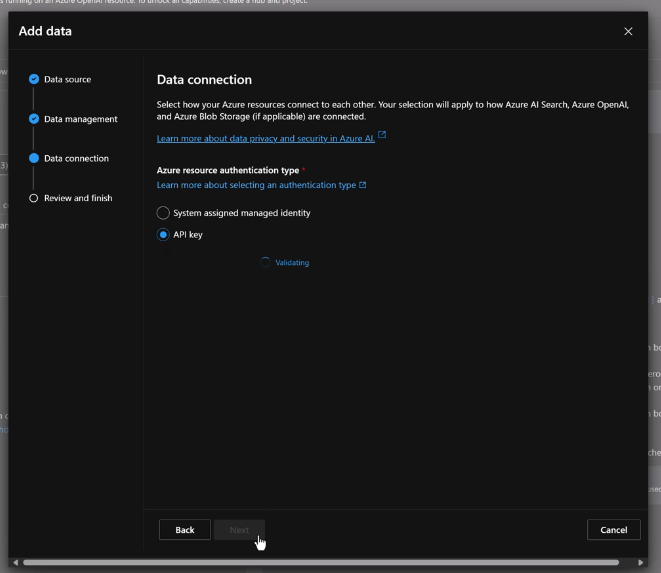 is running on an Azure OpenAI resource. To unlock all capabilities, create a hub and project.
Add data
Data source
Data management
Data connection
Review and finish
Data connection
Select how your Azure resources connect to each other. Your selection will apply to how Azure AI Search, Azure OpenAI,
and Azure Blob Storage (if applicable) are connected.
Learn more about data privacy and security in Azure AI.
Azure resource authentication type *
Learn more about selecting an authentication type
System assigned managed identity
API key
Validating
Back
Next
Cancel